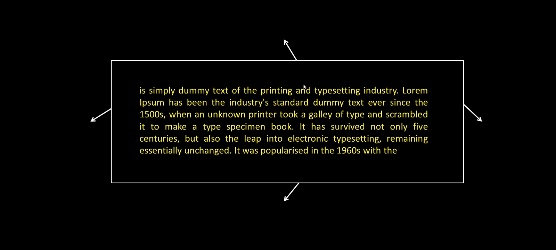 is simply dummy text of the printing and typesetting industry. Lorem
Ipsum has been the industry's standard dummy text ever since the
1500s, when an unknown printer took a galley of type and scrambled
it to make a type specimen book. It has survived not only five
centuries, but also the leap into electronic typesetting, remaining
essentially unchanged. It was popularised in the 1960s with the